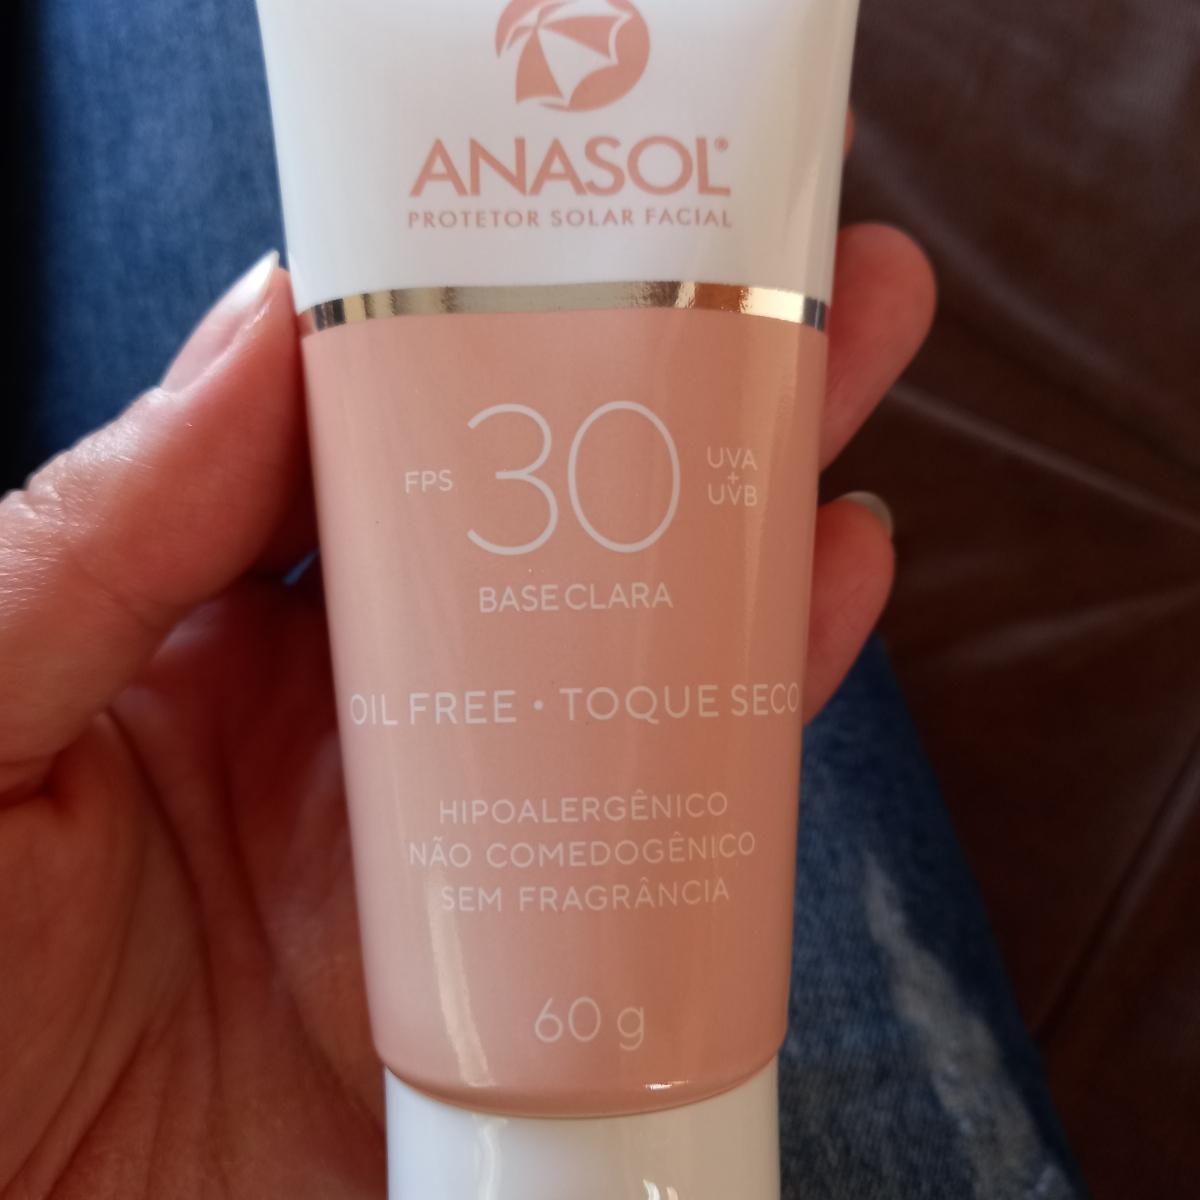 ANASOL®
PROTETOR SOLAR FACIAL
FPS 30 UVA + UVB
BASE CLARA
OIL FREE • TOQUE SECO
HIPOALERGÊNICO
NÃO COMEDOGÊNICO
SEM FRAGRÂNCIA
60 g